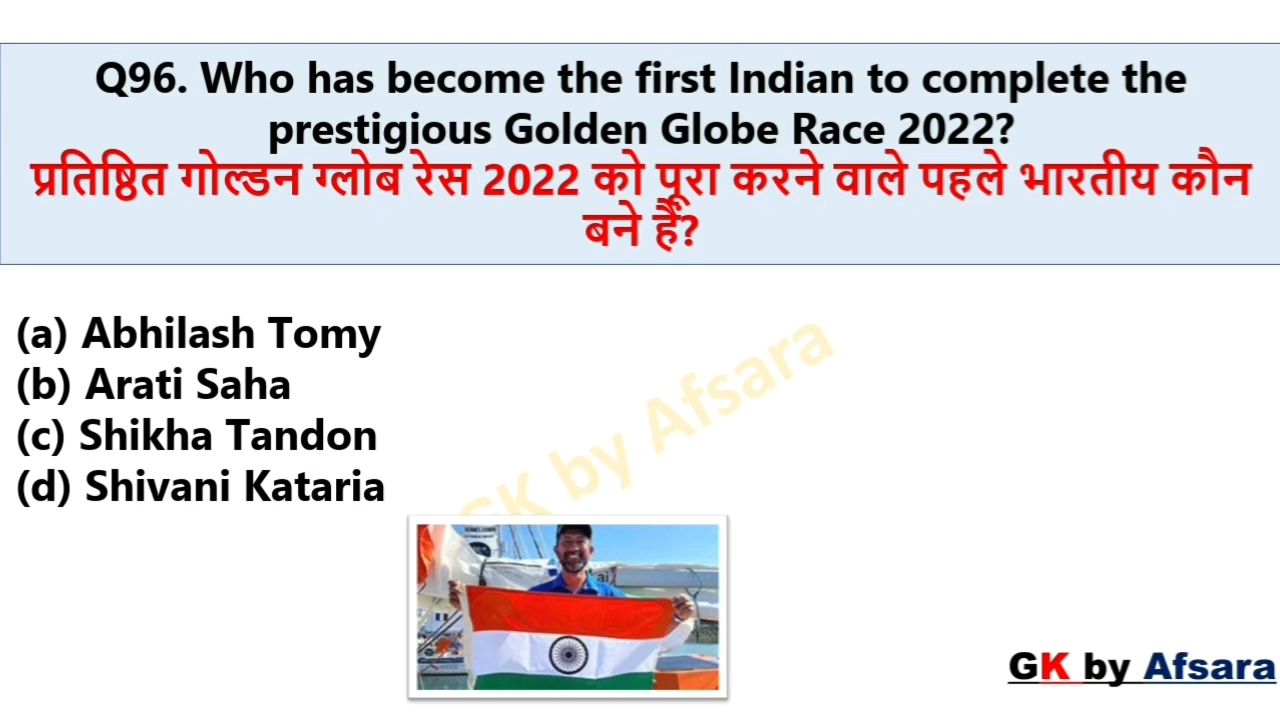 Q96. Who has become the first Indian to complete the
prestigious Golden Globe Race 2022?
प्रतिष्ठित गोल्डन ग्लोब रेस 2022 को पूरा करने वाले पहले भारतीय कौन
बने हैं?
(a) Abhilash Tomy
(b) Arati Saha
(c) Shikha Tandon
(d) Shivani Kataria
GK by Afsara
GK by Afsara